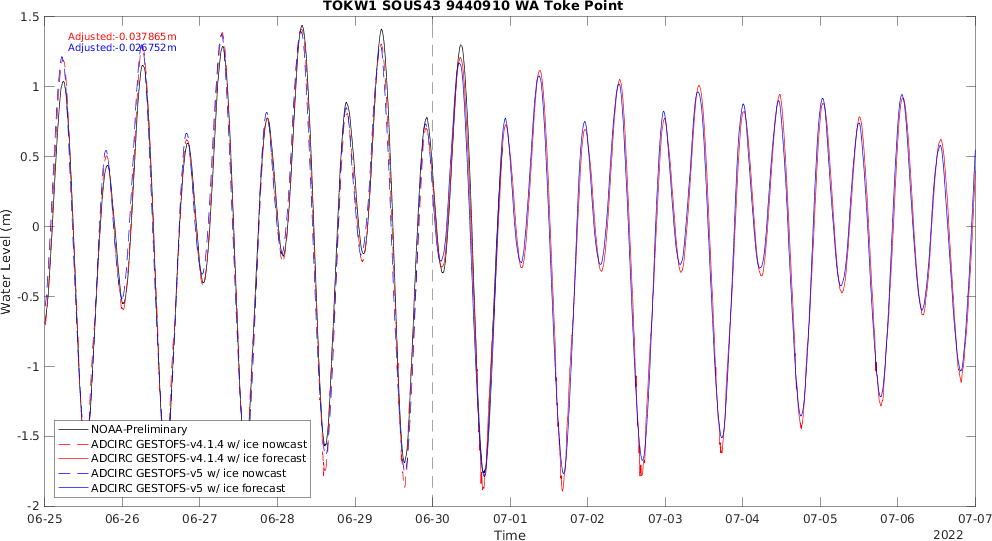 TOKW1 SOUS43 9440910 WA Toke Point
Adjusted:-0.037865m
Adjusted:-0.026752m
1.5
1
0.5
0
-0.5
-1
-1.5
-2
Water Level (m)
NOAA-Preliminary
ADCIRC GESTOFS-v4.1.4 w/ ice nowcast
ADCIRC GESTOFS-v4.1.4 w/ ice forecast
ADCIRC GESTOFS-v5 w/ ice nowcast
ADCIRC GESTOFS-v5 w/ ice forecast
06-25 06-26 06-27 06-28 06-29 06-30 07-01 07-02 07-03 07-04 07-05 07-06 07-07
Time
2022